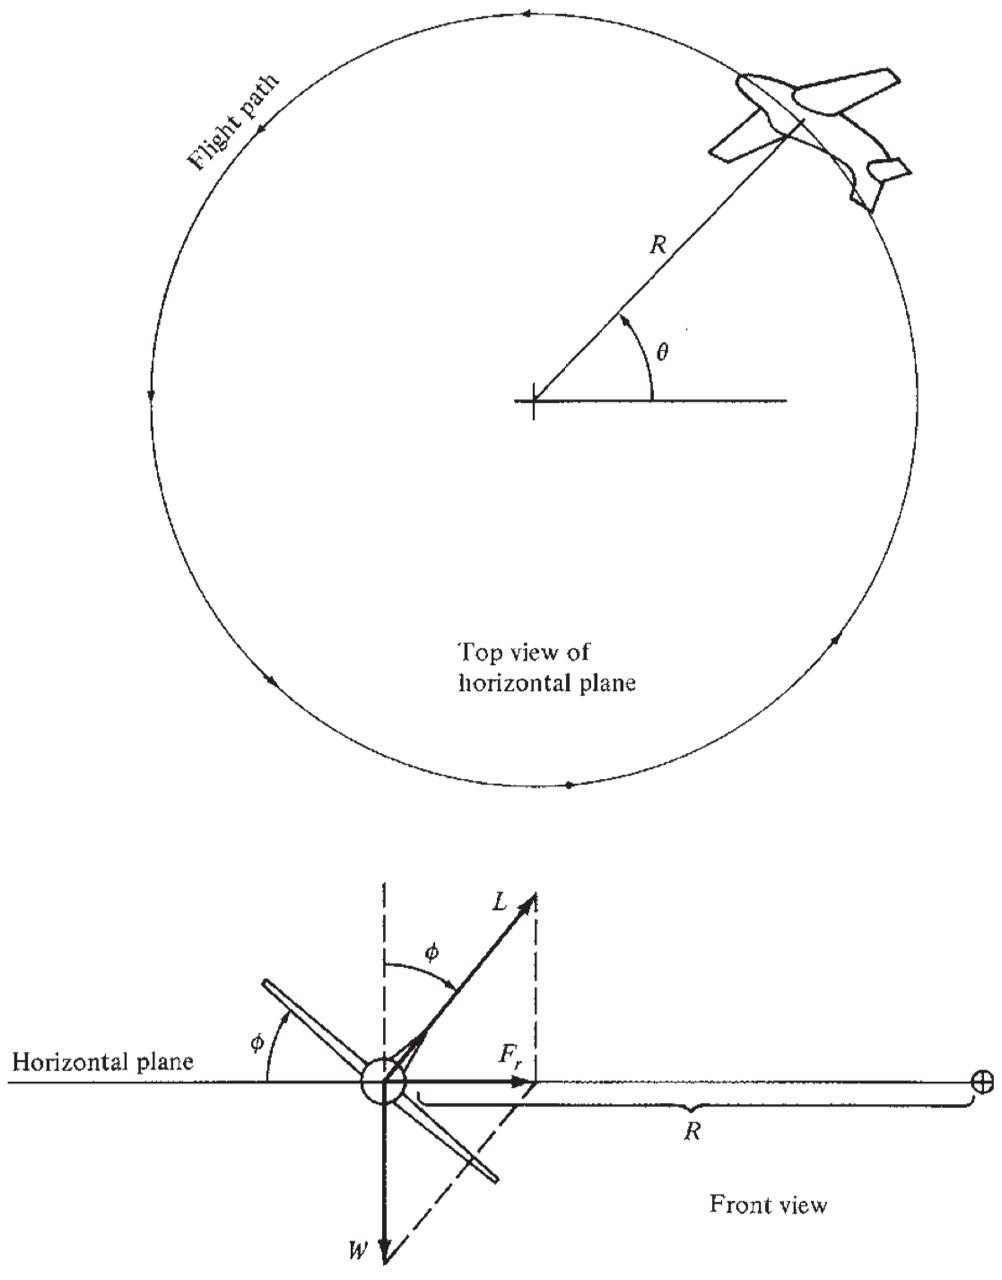 Flight path
R
θ
Top view of
horizontal plane
L
ϕ
ϕ
Horizontal plane
F_r
R
W
Front view